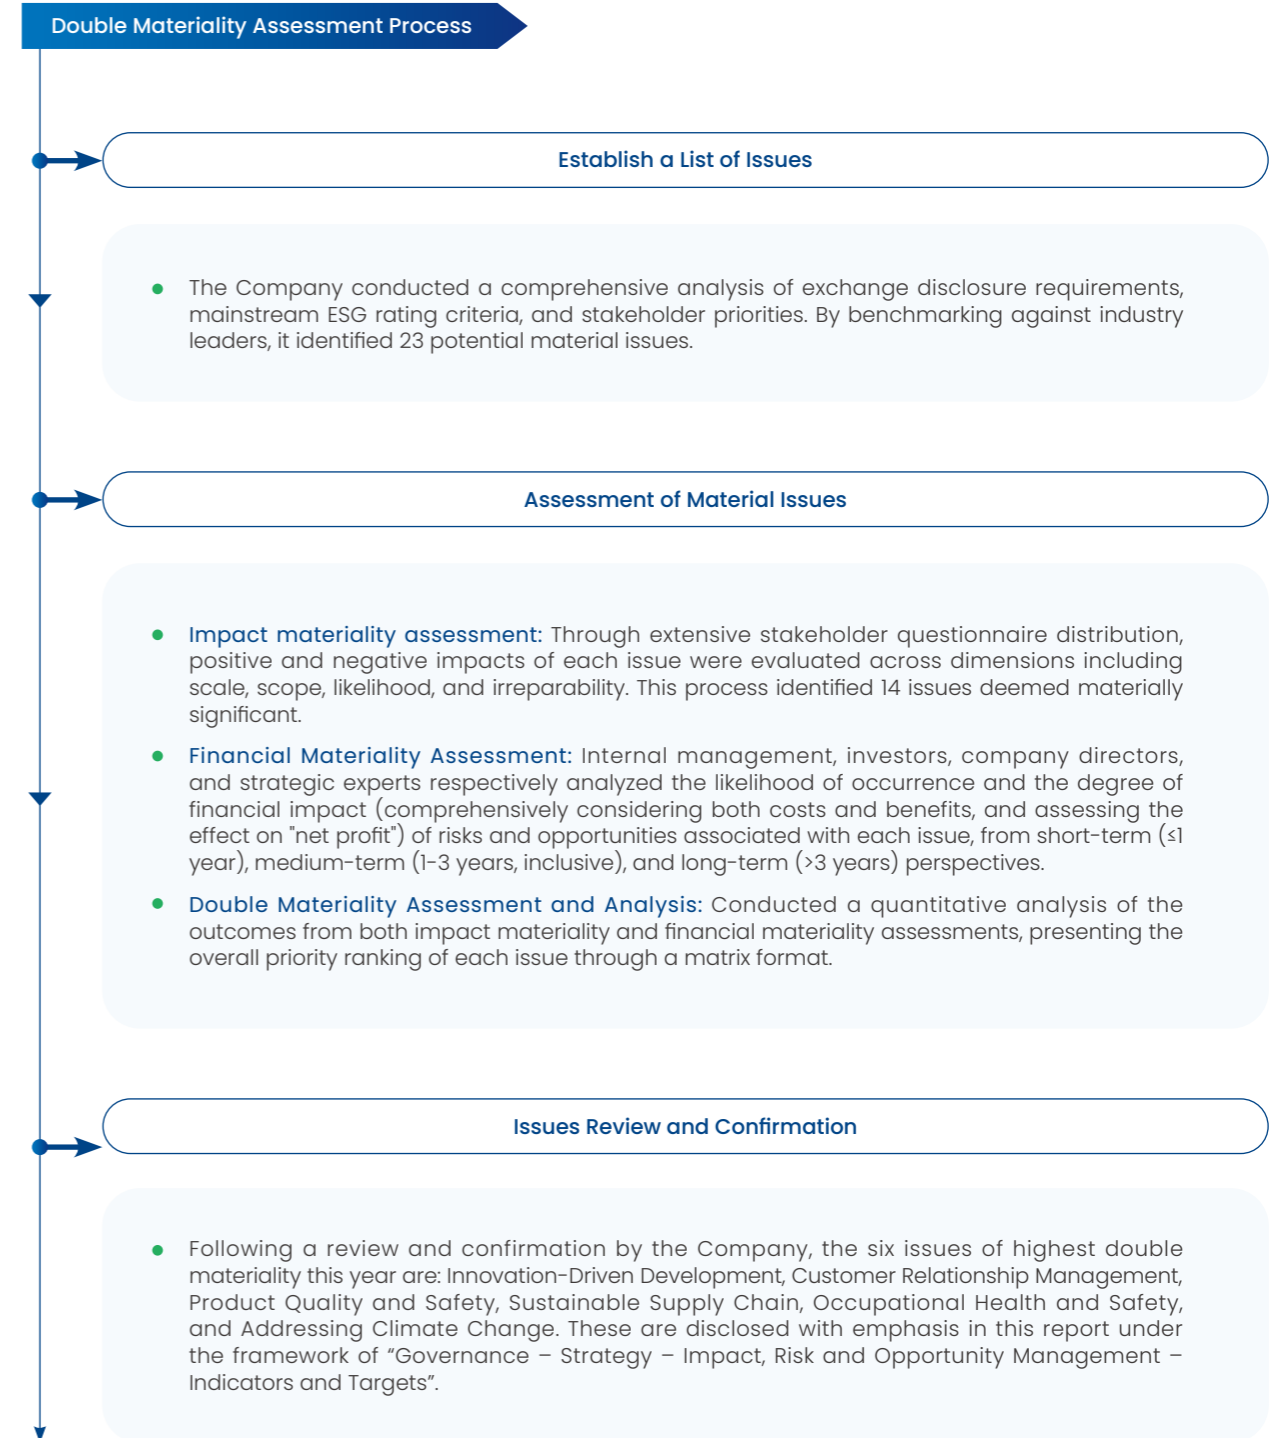 Double Materiality Assessment Process
Establish a List of Issues
● The Company conducted a comprehensive analysis of exchange disclosure requirements,
mainstream ESG rating criteria, and stakeholder priorities. By benchmarking against industry
leaders, it identified 23 potential material issues.
Assessment of Material Issues
● Impact materiality assessment: Through extensive stakeholder questionnaire distribution,
positive and negative impacts of each issue were evaluated across dimensions including
scale, scope, likelihood, and irreparability. This process identified 14 issues deemed materially
significant.
● Financial Materiality Assessment: Internal management, investors, company directors,
and strategic experts respectively analyzed the likelihood of occurrence and the degree of
financial impact (comprehensively considering both costs and benefits, and assessing the
effect on "net profit") of risks and opportunities associated with each issue, from short-term (≤1
year), medium-term (1-3 years, inclusive), and long-term (>3 years) perspectives.
● Double Materiality Assessment and Analysis: Conducted a quantitative analysis of the
outcomes from both impact materiality and financial materiality assessments, presenting the
overall priority ranking of each issue through a matrix format.
Issues Review and Confirmation
● Following a review and confirmation by the Company, the six issues of highest double
materiality this year are: Innovation-Driven Development, Customer Relationship Management,
Product Quality and Safety, Sustainable Supply Chain, Occupational Health and Safety,
and Addressing Climate Change. These are disclosed with emphasis in this report under
the framework of “Governance – Strategy – Impact, Risk and Opportunity Management –
Indicators and Targets”.